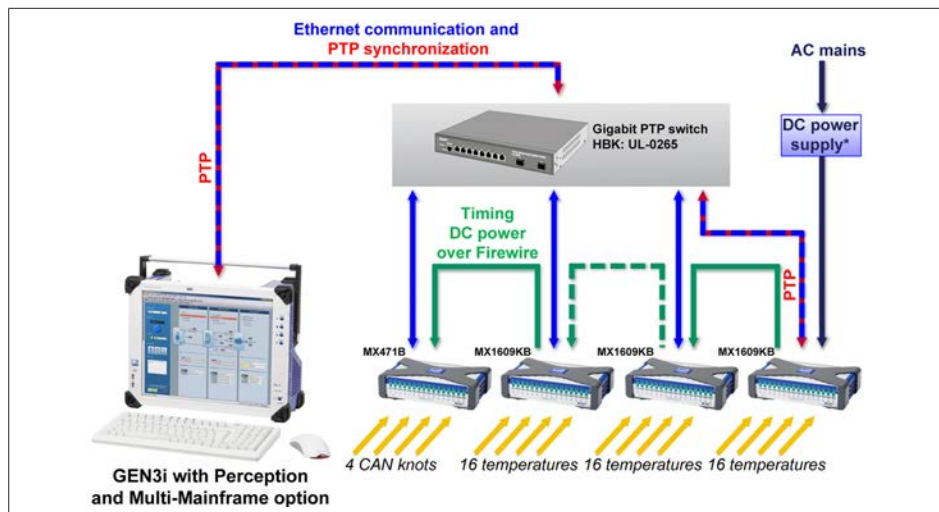 Ethernet communication and
PTP synchronization
AC mains
Gigabit PTP switch
HBK: UL-0265
DC power
supply*
PTP
Timing
DC power
over Firewire
PTP
MX471B
MX1609KB
MX1609KB
MX1609KB
4 CAN knots
16 temperatures
16 temperatures
16 temperatures
GEN3i with Perception
and Multi-Mainframe option